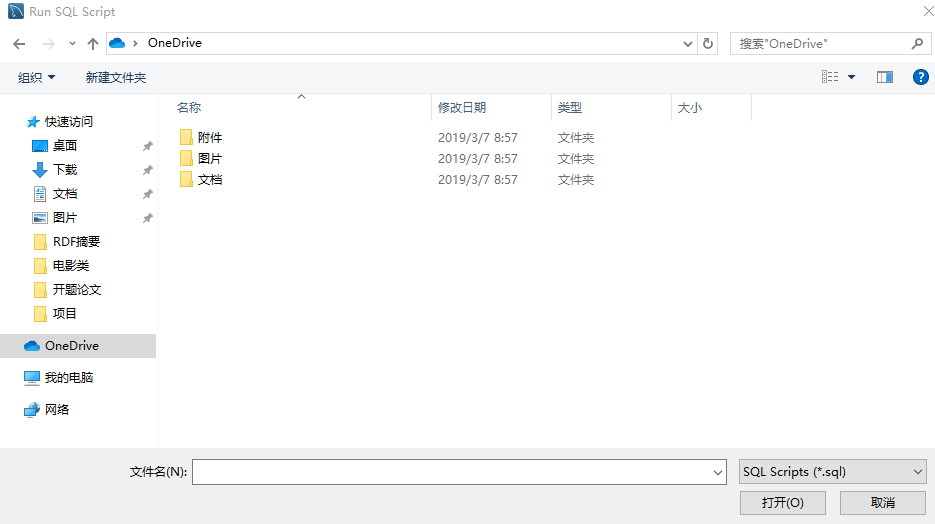 Run SQL Script
OneDrive
搜索"OneDrive"
组织
新建文件夹
名称 修改日期 类型 大小
快速访问
桌面
下载
文档
图片
RDF摘要
电影类
开题论文
项目
OneDrive
我的电脑
网络
附件 2019/3/7 8:57 文件夹
图片 2019/3/7 8:57 文件夹
文档 2019/3/7 8:57 文件夹
文件名(N):
SQL Scripts (*.sql)
打开(O)
取消